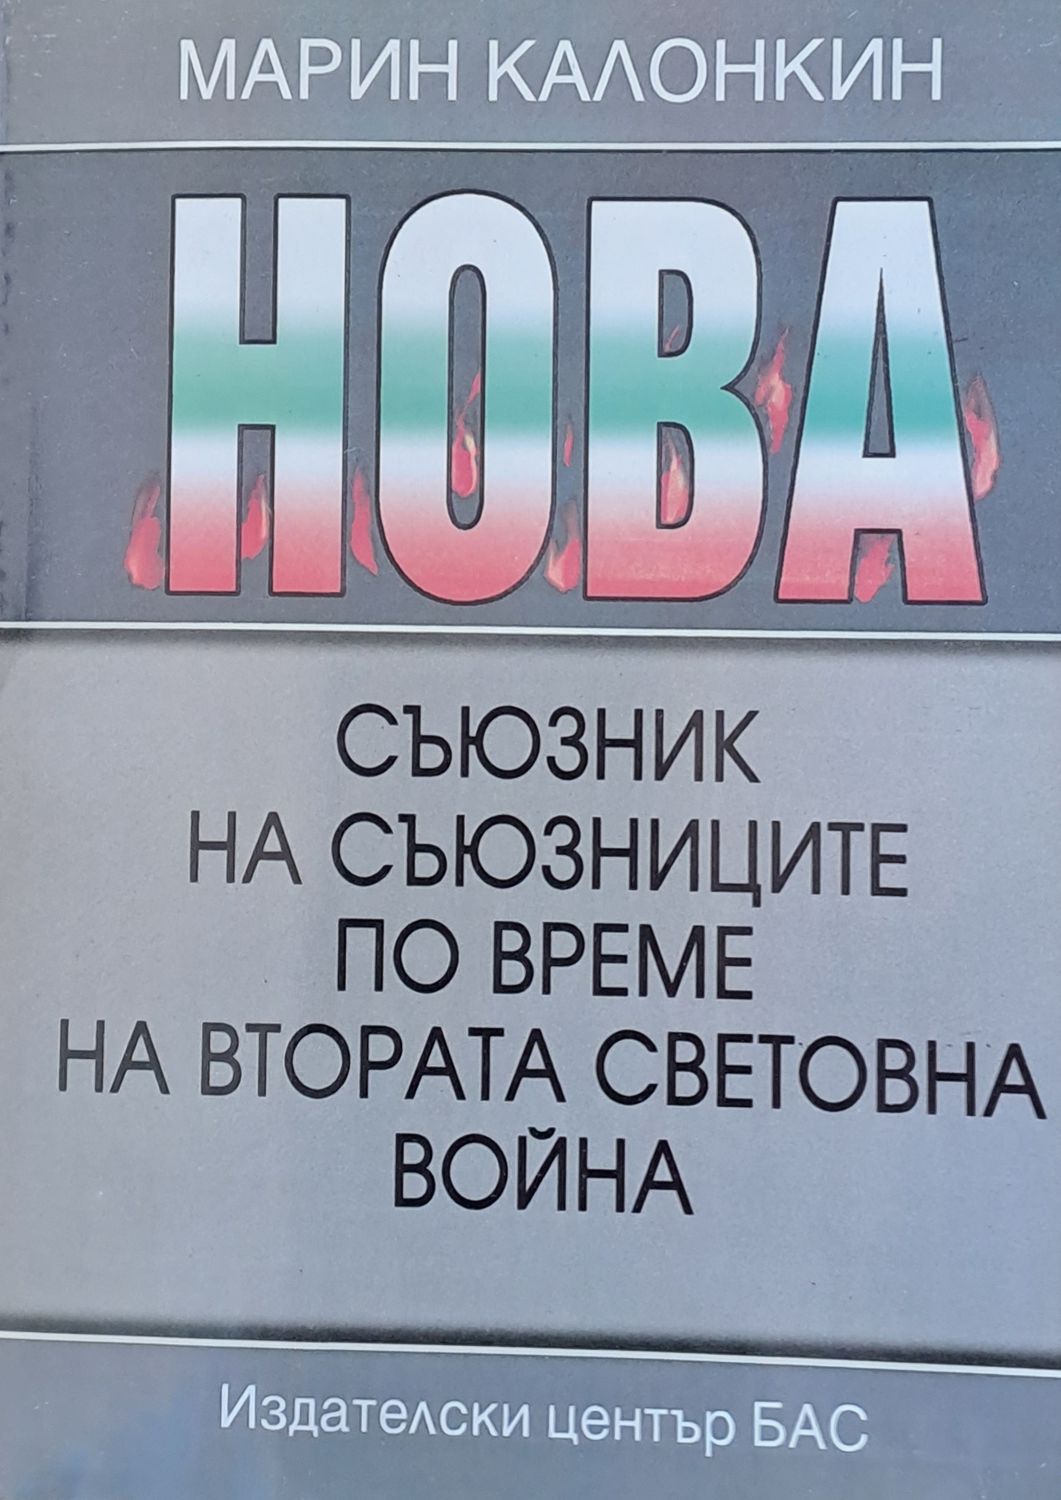 МАРИН КАЛОНКИН
НОВА
СЪЮЗНИК
НА СЪЮЗНИЦИТЕ
ПО ВРЕМЕ
НА ВТОРАТА СВЕТОВНА
ВОЙНА
Издателски център БАС